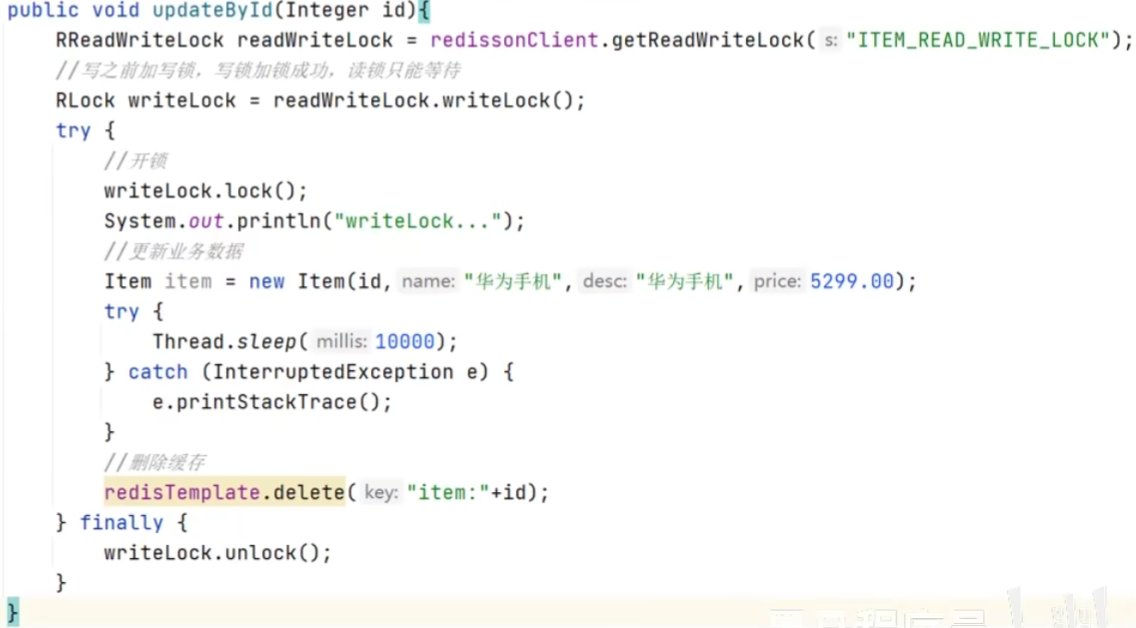 public void updateById(Integer id){
    RReadWriteLock readWriteLock = redissonClient.getReadWriteLock( s: "ITEM_READ_WRITE_LOCK");
    //写之前加写锁，写锁加锁成功，读锁只能等待
    RLock writeLock = readWriteLock.writeLock();
    try {
        //开锁
        writeLock.lock();
        System.out.println("writeLock...");
        //更新业务数据
        Item item = new Item(id, name: "华为手机", desc: "华为手机", price: 5299.00);
        try {
            Thread.sleep( millis: 10000);
        } catch (InterruptedException e) {
            e.printStackTrace();
        }
        //删除缓存
        redisTemplate.delete( key: "item:"+id);
    } finally {
        writeLock.unlock();
    }
}